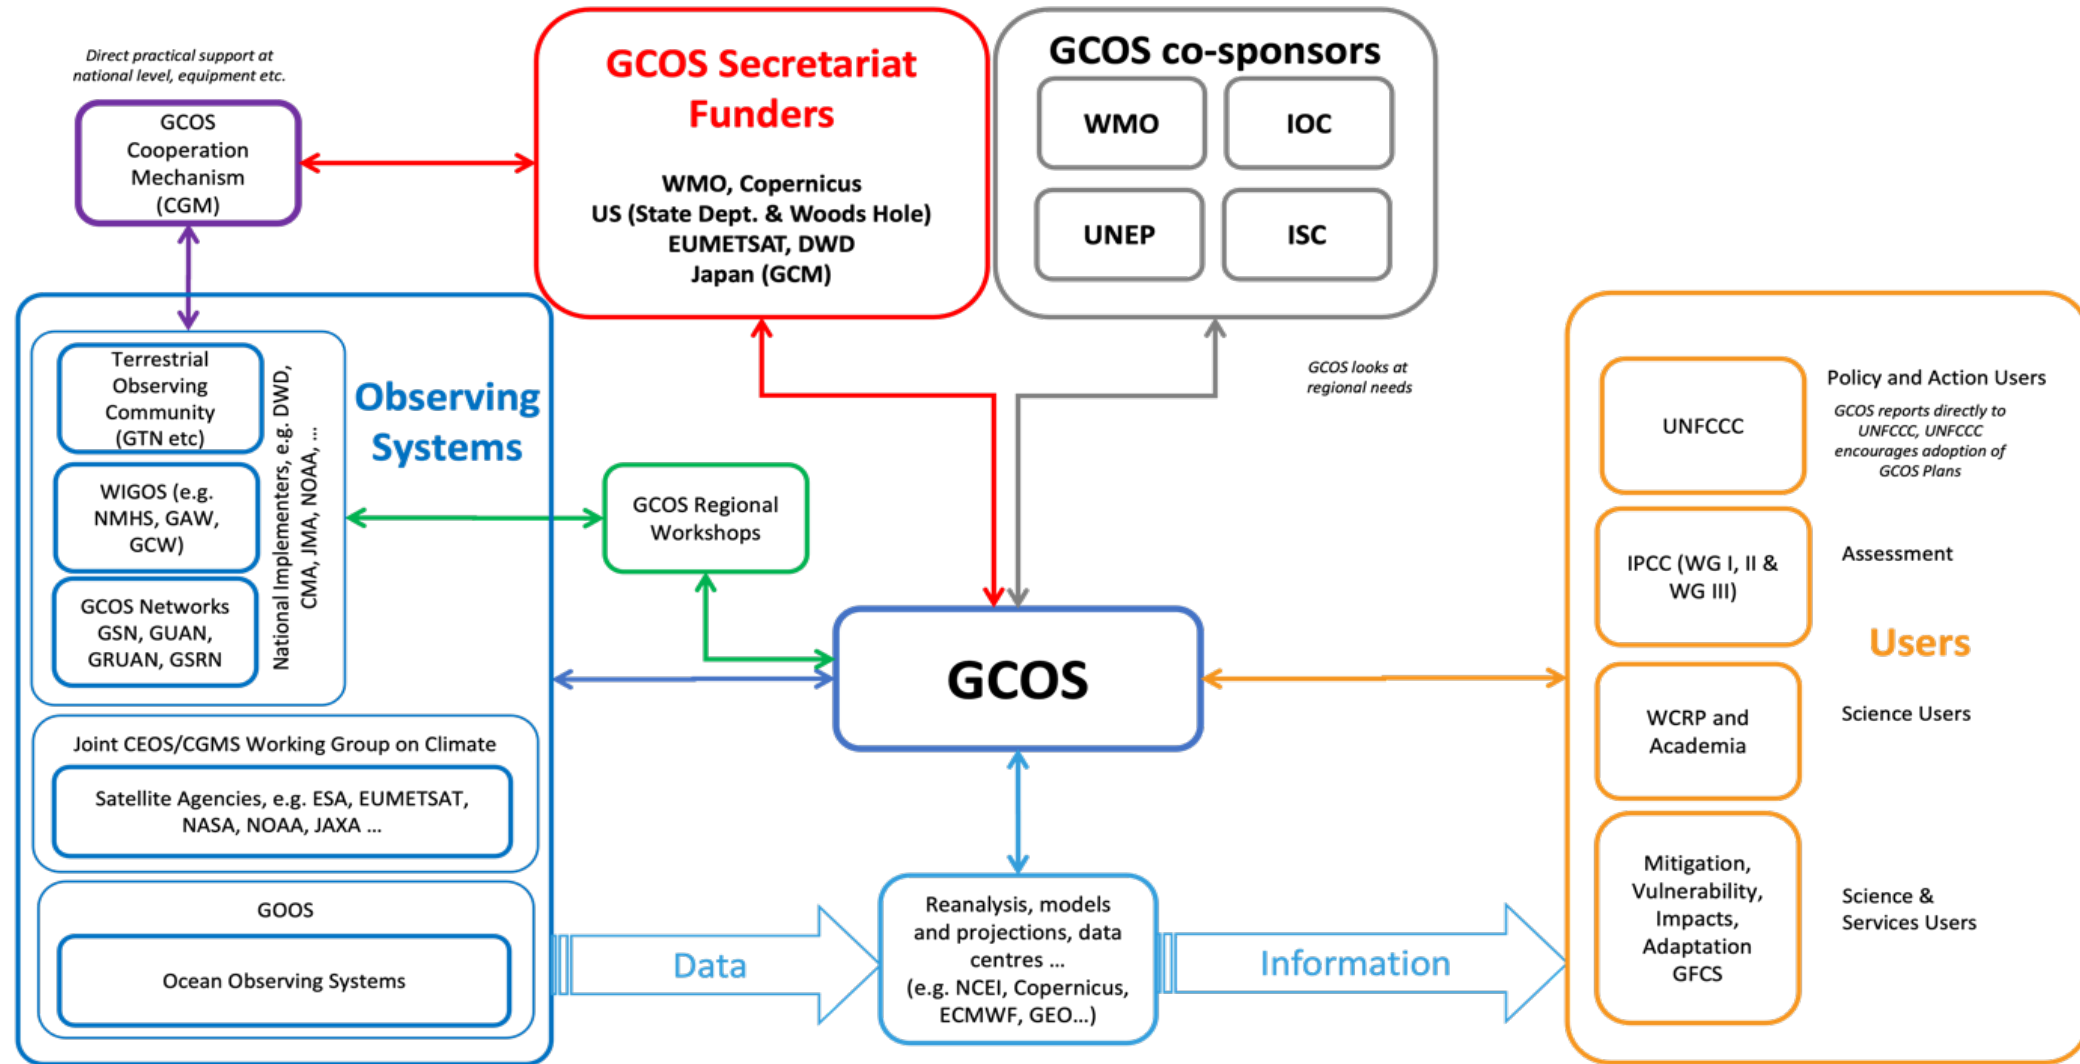 Direct practical support at
national level, equipment etc.
GCOS
Cooperation
Mechanism
(CGM)
GCOS Secretariat
Funders
WMO, Copernicus
US (State Dept. & Woods Hole)
EUMETSAT, DWD
Japan (GCM)
GCOS co-sponsors
WMO
IOC
UNEP
ISC
GCOS looks at
regional needs
Observing
Systems
Terrestrial
Observing
Community
(GTN etc)
WIGOS (e.g.
NMHS, GAW,
GCW)
GCOS Networks
GSN, GUAN,
GRUAN, GSRN
National Implementers, e.g. DWD,
CMA, JMA, NOAA, ...
Joint CEOS/CGMS Working Group on Climate
Satellite Agencies, e.g. ESA, EUMETSAT,
NASA, NOAA, JAXA ...
GOOS
Ocean Observing Systems
GCOS Regional
Workshops
GCOS
Data
Reanalysis, models
and projections, data
centres ...
(e.g. NCEI, Copernicus,
ECMWF, GEO...)
Information
Users
UNFCCC
Policy and Action Users
GCOS reports directly to
UNFCCC, UNFCCC
encourages adoption of
GCOS Plans
IPCC (WG I, II &
WG III)
Assessment
WCRP and
Academia
Science Users
Mitigation,
Vulnerability,
Impacts,
Adaptation
GFCS
Science &
Services Users